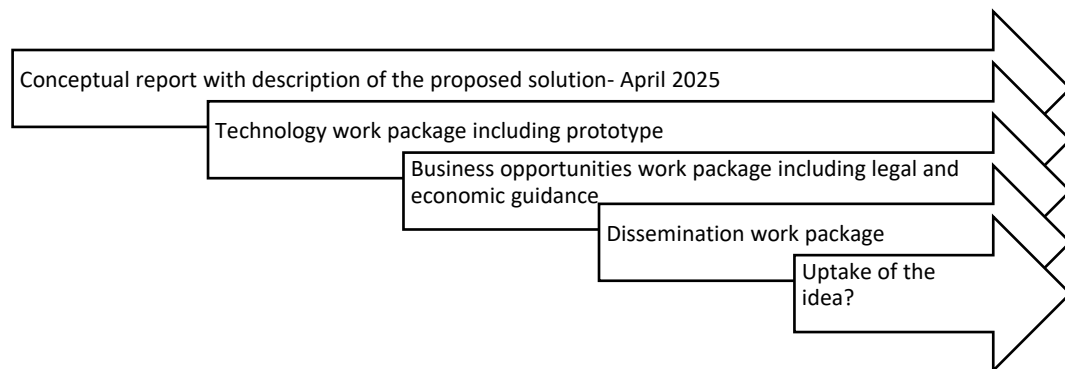 Conceptual report with description of the proposed solution- April 2025
Technology work package including prototype
Business opportunities work package including legal and
economic guidance
Dissemination work package
Uptake of the
idea?